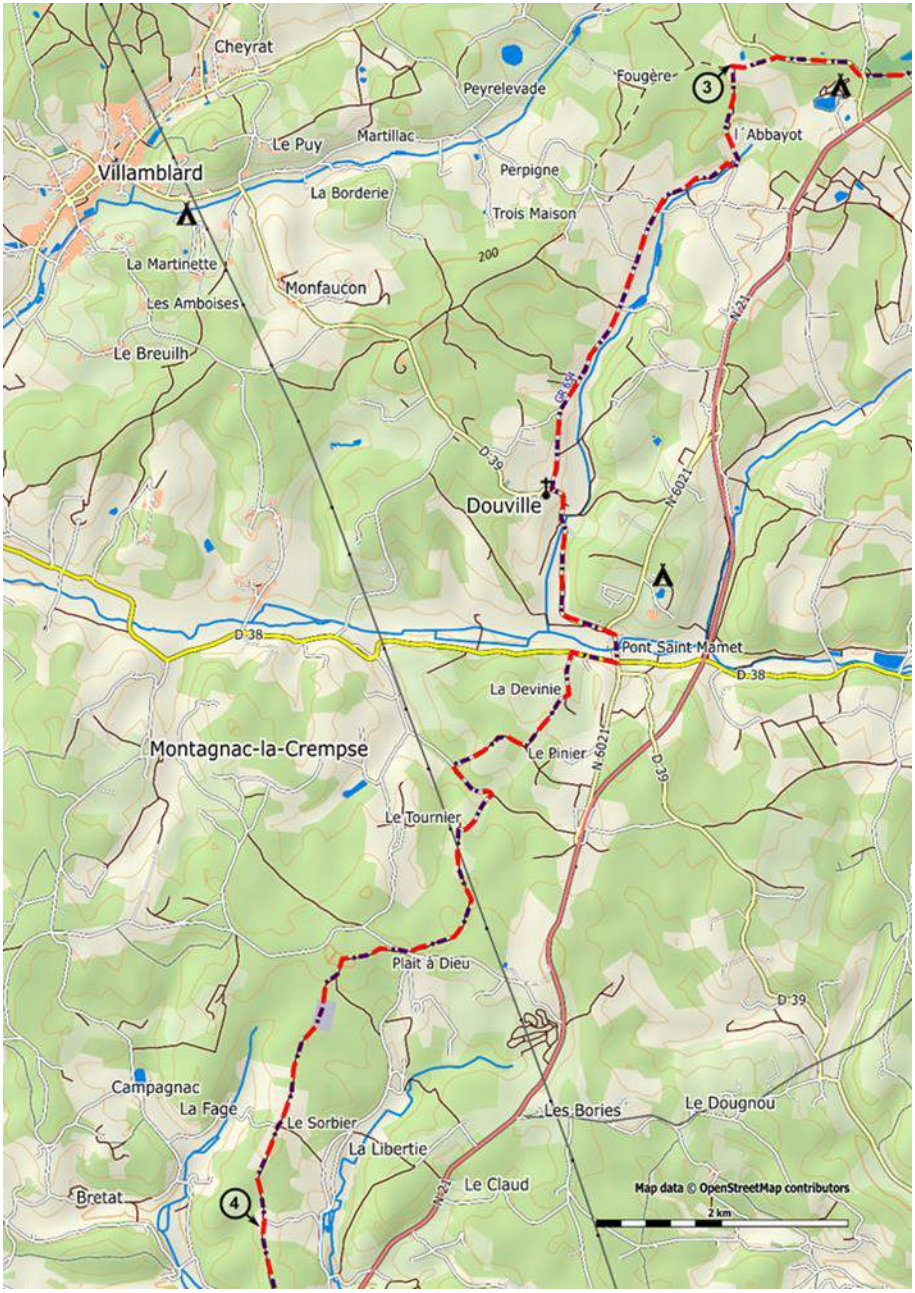 Cheyrat
Peyrelevade
Fougère
3
l´Abbayot
Le Puy
Martillac
Villamblard
Perpigne
La Borderie
Trois Maison
200
La Martinette
Monfaucon
Les Amboises
N 21
Le Breuilh
GR 654
D 39
Douville
N 6021
D 38
Pont Saint Mamet
D 38
La Devinie
Montagnac-la-Crempse
Le Pinier
N 6021
D 39
Le Tournier
Plait à Dieu
D 39
Campagnac
La Fage
Le Sorbier
Les Bories
Le Dougnou
La Libertie
Bretat
4
Le Claud
N 21
Map data © OpenStreetMap contributors
2 km